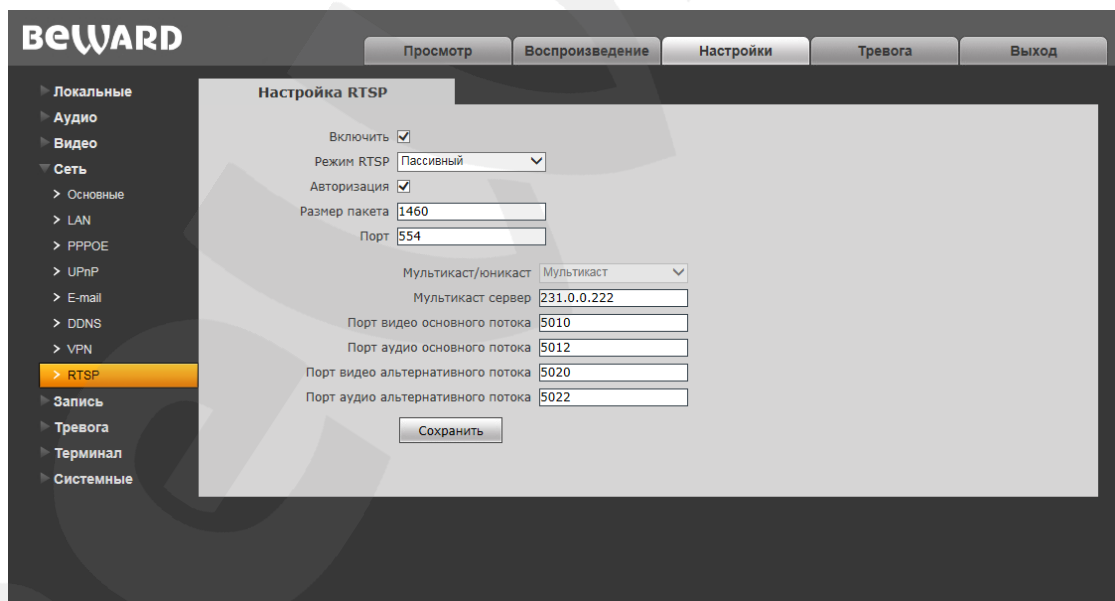 BEWARD
Просмотр Воспроизведение Настройки Тревога Выход
Локальные
Аудио
Видео
Сеть
> Основные
> LAN
> PPPOE
> UPnP
> E-mail
> DDNS
> VPN
> RTSP
Запись
Тревога
Терминал
Системные
Настройка RTSP
Включить
Режим RTSP Пассивный
Авторизация
Размер пакета 1460
Порт 554
Мультикаст/юникаст Мультикаст
Мультикаст сервер 231.0.0.222
Порт видео основного потока 5010
Порт аудио основного потока 5012
Порт видео альтернативного потока 5020
Порт аудио альтернативного потока 5022
Сохранить